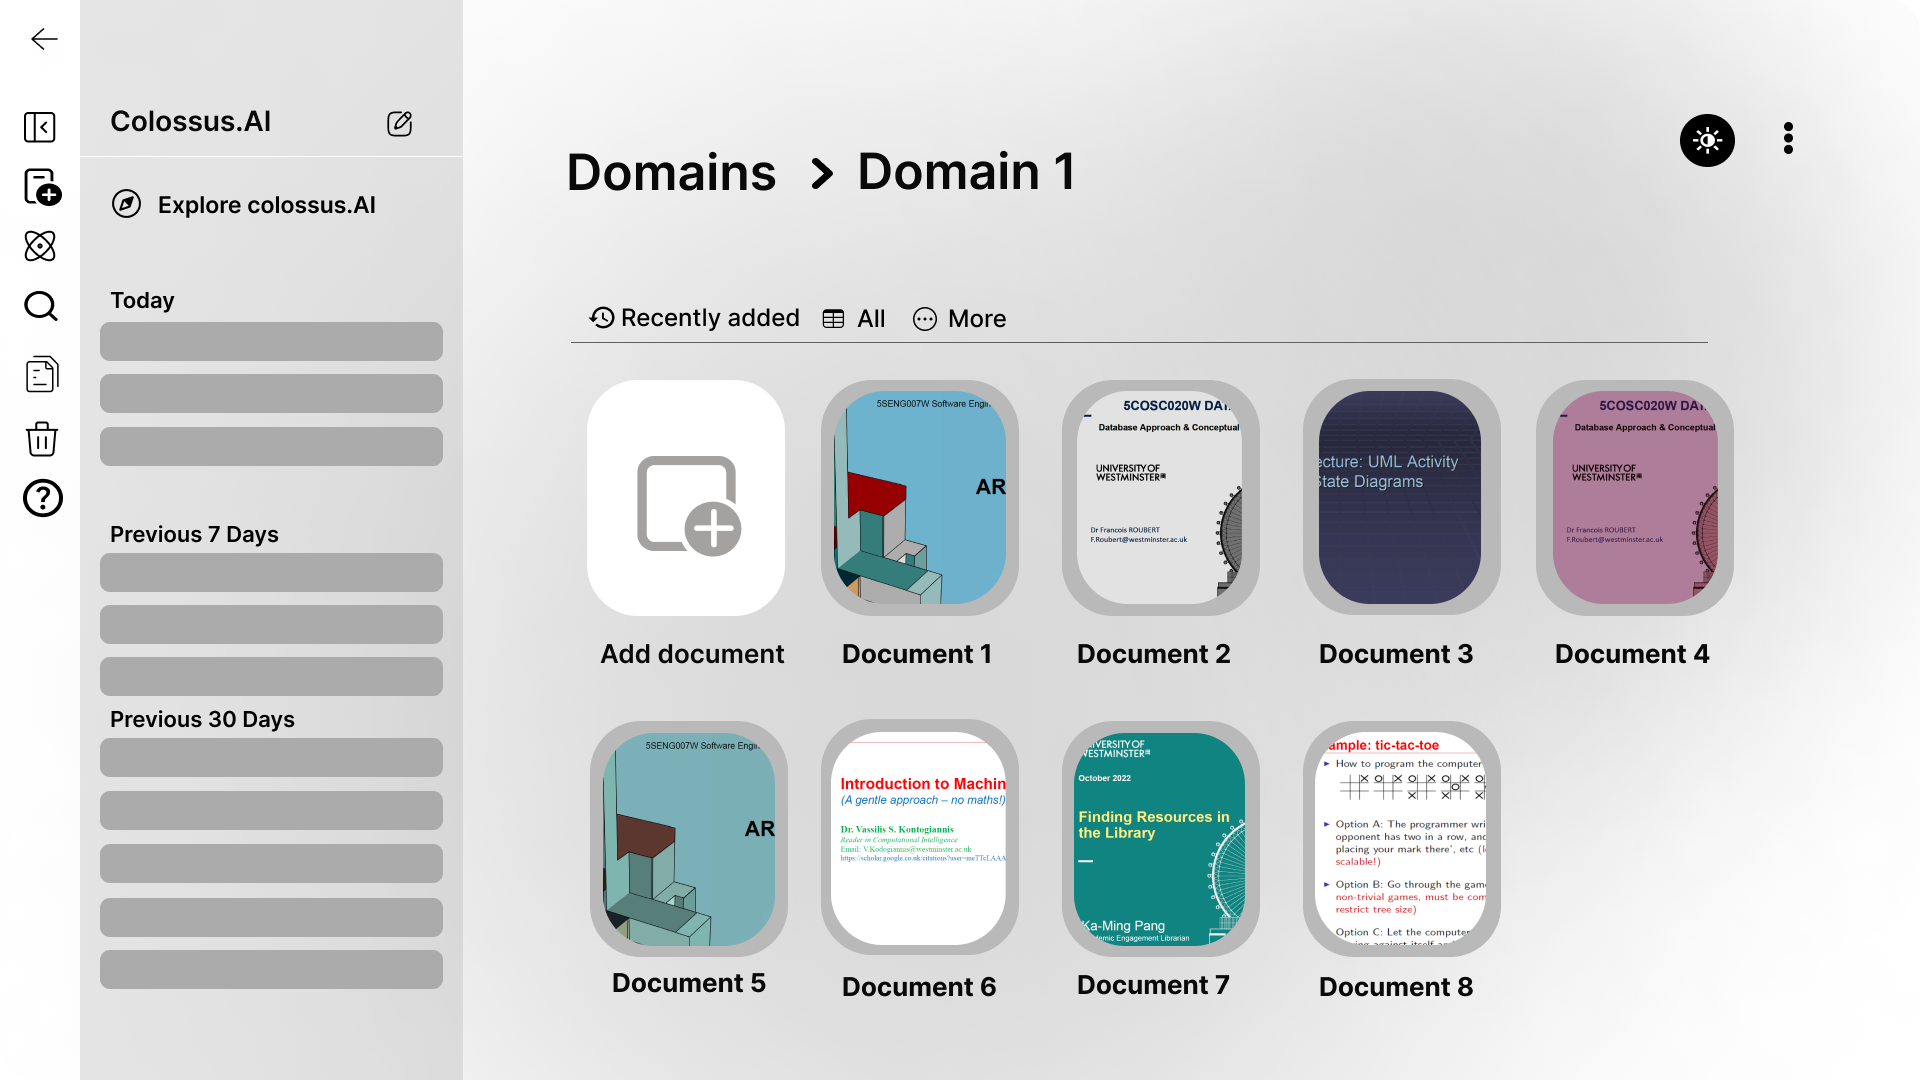 Colossus.AI
Explore colossus.AI
Today
Previous 7 Days
Previous 30 Days
Domains > Domain 1
Recently added
All
More
5SENG007W Software Engin
AR
5COSC020W DAT
Database Approach & Conceptual
UNIVERSITY OF
WESTMINSTER
Dr Francois ROUBERT
F.Roubert@westminster.ac.uk
ecture: UML Activity
State Diagrams
5COSC020W DAT
Database Approach & Conceptual
UNIVERSITY OF
WESTMINSTER
Dr Francois ROUBERT
F.Roubert@westminster.ac.uk
Add document
Document 1
Document 2
Document 3
Document 4
5SENG007W Software Engin
AR
Introduction to Machin
(A gentle approach – no maths!)
Dr. Vassilis S. Kontogiannis
Reader in Computational Intelligence
Email: V.Kodogiannis@westminster.ac.uk
https://scholar.google.co.uk/citations?user=meTTcLAAA
IVERSITY OF
WESTMINSTER
October 2022
Finding Resources in
the Library
Ka-Ming Pang
demic Engagement Librarian
ample: tic-tac-toe
How to program the computer
Option A: The programmer wri
opponent has two in a row, and
placing your mark there', etc (l
scalable!)
Option B: Go through the gam
non-trivial games, must be com
restrict tree size)
Option C: Let the computer
Document 5
Document 6
Document 7
Document 8